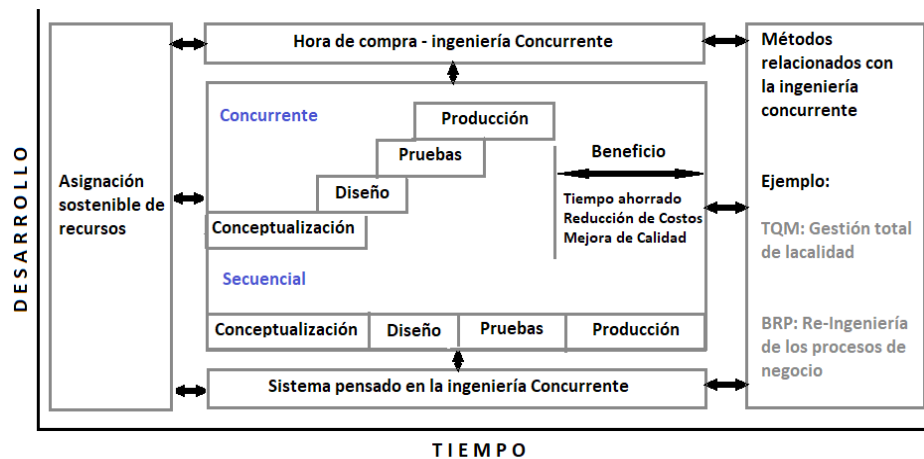 DESARROLLO
Asignación
sostenible de
recursos
Hora de compra - ingeniería Concurrente
Concurrente
Producción
Pruebas
Diseño
Conceptualización
Beneficio
Tiempo ahorrado
Reducción de Costos
Mejora de Calidad
Secuencial
Conceptualización
Diseño
Pruebas
Producción
Sistema pensado en la ingeniería Concurrente
Métodos
relacionados con
la ingeniería
concurrente
Ejemplo:
TQM: Gestión total
de lacalidad
BRP: Re-Ingeniería
de los procesos de
negocio
TIEMPO